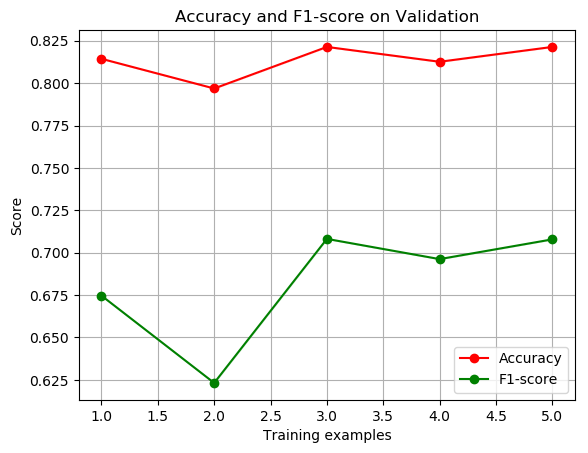 Accuracy and F1-score on Validation
0.825
0.800
0.775
0.750
0.725
0.700
0.675
0.650
0.625
Score
1.0 1.5 2.0 2.5 3.0 3.5 4.0 4.5 5.0
Training examples
Accuracy
F1-score